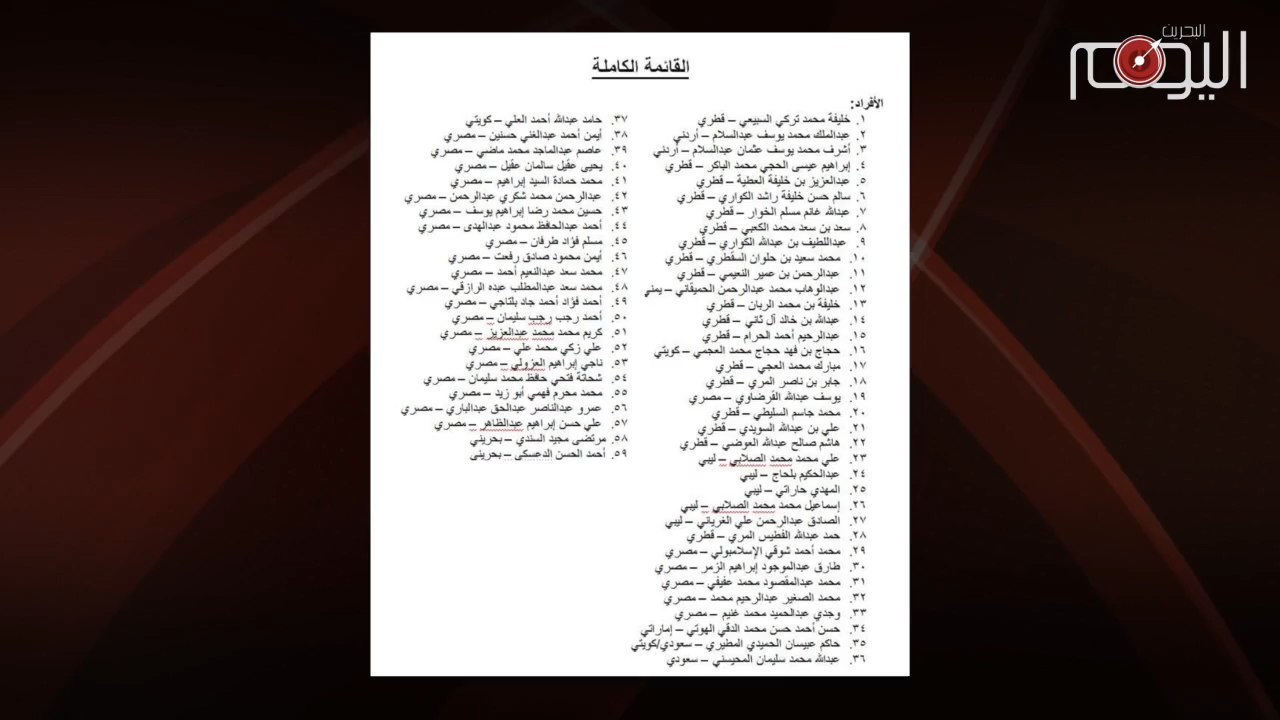 البحرين
اليوم
القائمة الكاملة
الأفراد:
١. خليفة محمد تركي السبيعي – قطري
٢. عبدالملك محمد يوسف عبدالسلام – أردني
٣. أشرف محمد يوسف عثمان عبدالسلام – أردني
٤. إبراهيم عيسى الحجي محمد الباكر – قطري
٥. عبدالعزيز بن خليفة العطية – قطري
٦. سالم حسن خليفة راشد الكواري – قطري
٧. عبدالله غانم مسلم الخوار – قطري
٨. سعد بن سعد محمد الكعبي – قطري
٩. عبداللطيف بن عبدالله الكواري – قطري
١٠. محمد سعيد بن حلوان السقطري – قطري
١١. عبدالرحمن بن عمير النعيمي – قطري
١٢. عبدالوهاب محمد عبدالرحمن الحميقاني – يمني
١٣. خليفة بن محمد الربان – قطري
١٤. عبدالله بن خالد آل ثاني – قطري
١٥. عبدالرحيم أحمد الحرام – قطري
١٦. حجاج بن فهد حجاج محمد العجمي – كويتي
١٧. مبارك محمد العجي – قطري
١٨. جابر بن ناصر المري – قطري
١٩. يوسف عبدالله القرضاوي – مصري
٢٠. محمد جاسم السليطي – قطري
٢١. علي بن عبدالله السويدي – قطري
٢٢. هاشم صالح عبدالله العوضي – قطري
٢٣. علي محمد محمد الصلابي – ليبي
٢٤. عبدالحكيم بلحاج – ليبي
٢٥. المهدي حاراتي – ليبي
٢٦. إسماعيل محمد محمد الصلابي – ليبي
٢٧. الصادق عبدالرحمن علي الغرياني – ليبي
٢٨. حمد عبدالله الفطيس المري – قطري
٢٩. محمد أحمد شوقي الإسلامبولي – مصري
٣٠. طارق عبدالموجود إبراهيم الزمر – مصري
٣١. محمد عبدالمقصود محمد عفيفي – مصري
٣٢. محمد الصغير عبدالرحيم محمد – مصري
٣٣. وجدي عبدالحميد محمد غنيم – مصري
٣٤. حسن أحمد حسن محمد الدقي الهوتي – إماراتي
٣٥. حاكم عبيسان الحميدي المطيري – سعودي/كويتي
٣٦. عبدالله محمد سليمان المحيسني – سعودي
٣٧. حامد عبدالله أحمد العلي – كويتي
٣٨. أيمن أحمد عبدالغني حسنين – مصري
٣٩. عاصم عبدالماجد محمد ماضي – مصري
٤٠. يحيى عقيل سالمان عقيل – مصري
٤١. محمد حمادة السيد إبراهيم – مصري
٤٢. عبدالرحمن محمد شكري عبدالرحمن – مصري
٤٣. حسين محمد رضا إبراهيم يوسف – مصري
٤٤. أحمد عبدالحافظ محمود عبدالهدى – مصري
٤٥. مسلم فؤاد طرفان – مصري
٤٦. أيمن محمود صادق رفعت – مصري
٤٧. محمد سعد عبدالنعيم أحمد – مصري
٤٨. محمد سعد عبدالمطلب عبده الرازقي – مصري
٤٩. أحمد فؤاد أحمد جاد بلتاجي – مصري
٥٠. أحمد رجب رجب سليمان – مصري
٥١. كريم محمد محمد عبدالعزيز – مصري
٥٢. علي زكي محمد علي – مصري
٥٣. ناجي إبراهيم العزولي – مصري
٥٤. شحاتة فتحي حافظ محمد سليمان – مصري
٥٥. محمد محرم فهمي أبو زيد – مصري
٥٦. عمرو عبدالناصر عبدالحق عبدالباري – مصري
٥٧. علي حسن إبراهيم عبدالظاهر – مصري
٥٨. مرتضى مجيد السندي – بحريني
٥٩. أحمد الحسن الدعسكي – بحريني